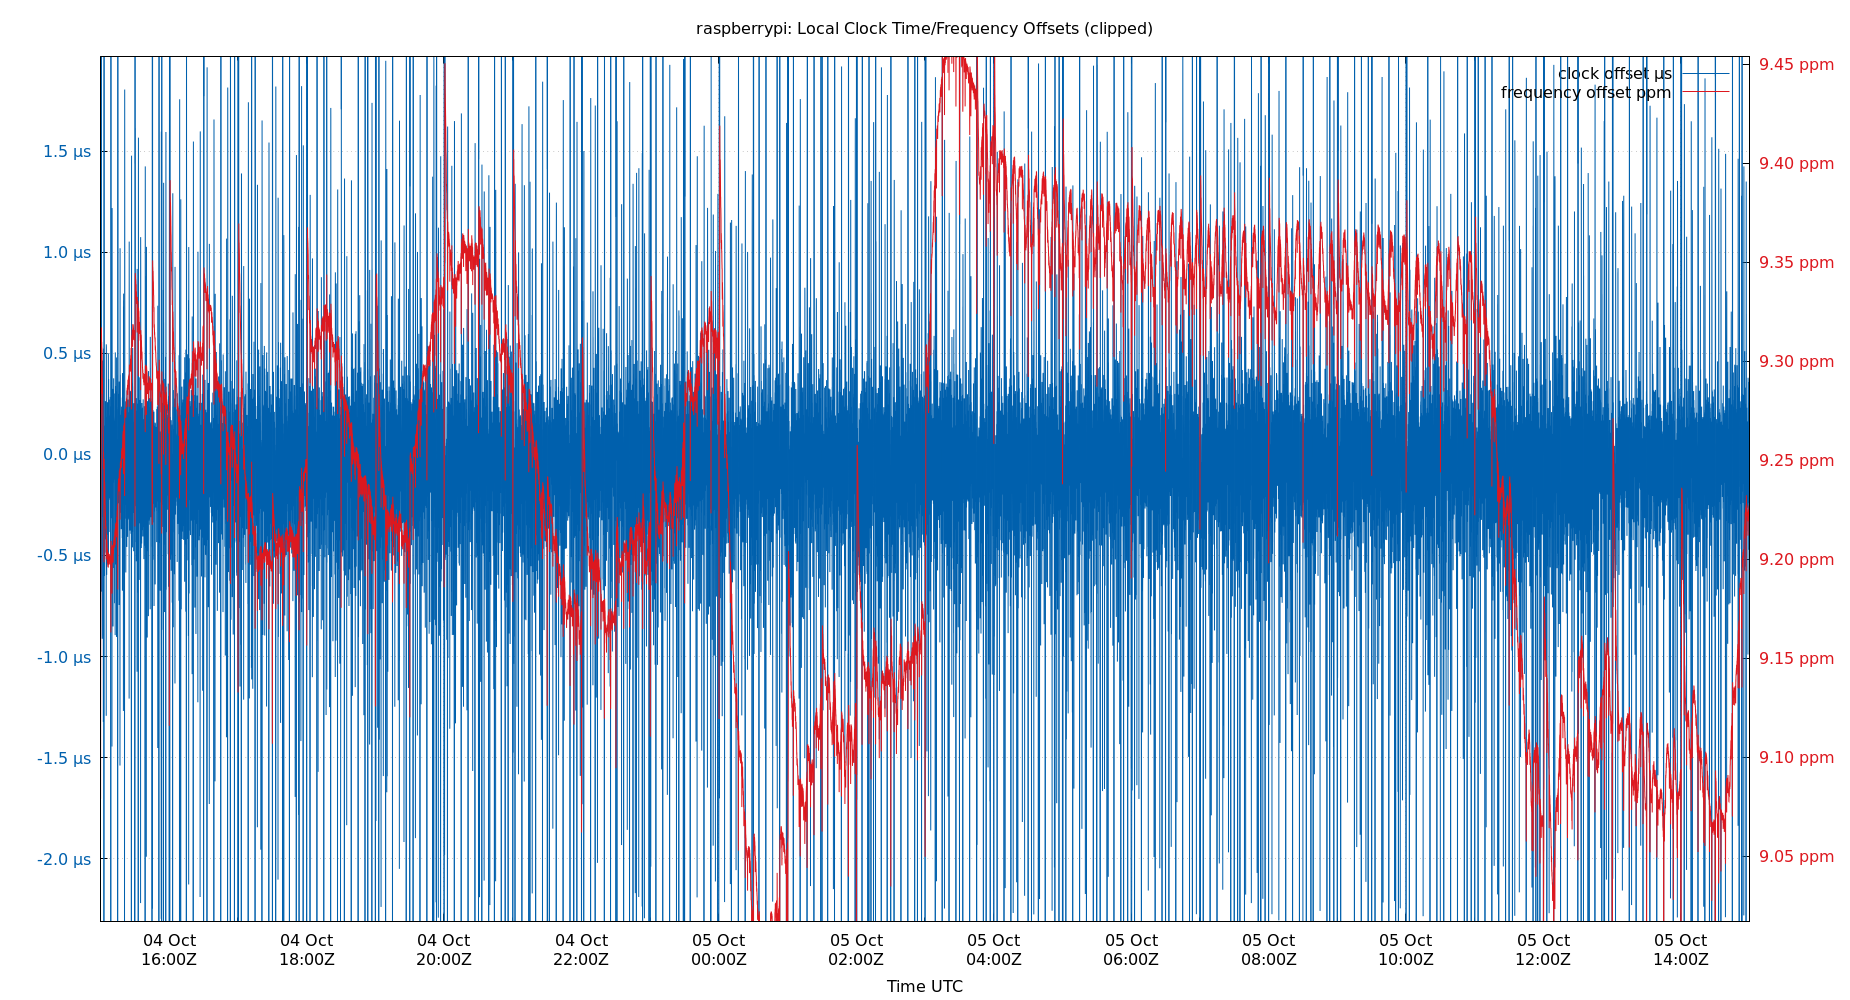 raspberrypi: Local Clock Time/Frequency Offsets (clipped)
clock offset µs
frequency offset ppm
1.5 µs
1.0 µs
0.5 µs
0.0 µs
-0.5 µs
-1.0 µs
-1.5 µs
-2.0 µs
9.45 ppm
9.40 ppm
9.35 ppm
9.30 ppm
9.25 ppm
9.20 ppm
9.15 ppm
9.10 ppm
9.05 ppm
04 Oct 04 Oct 04 Oct 04 Oct 05 Oct 05 Oct 05 Oct 05 Oct 05 Oct 05 Oct 05 Oct 05 Oct
16:00Z 18:00Z 20:00Z 22:00Z 00:00Z 02:00Z 04:00Z 06:00Z 08:00Z 10:00Z 12:00Z 14:00Z
Time UTC